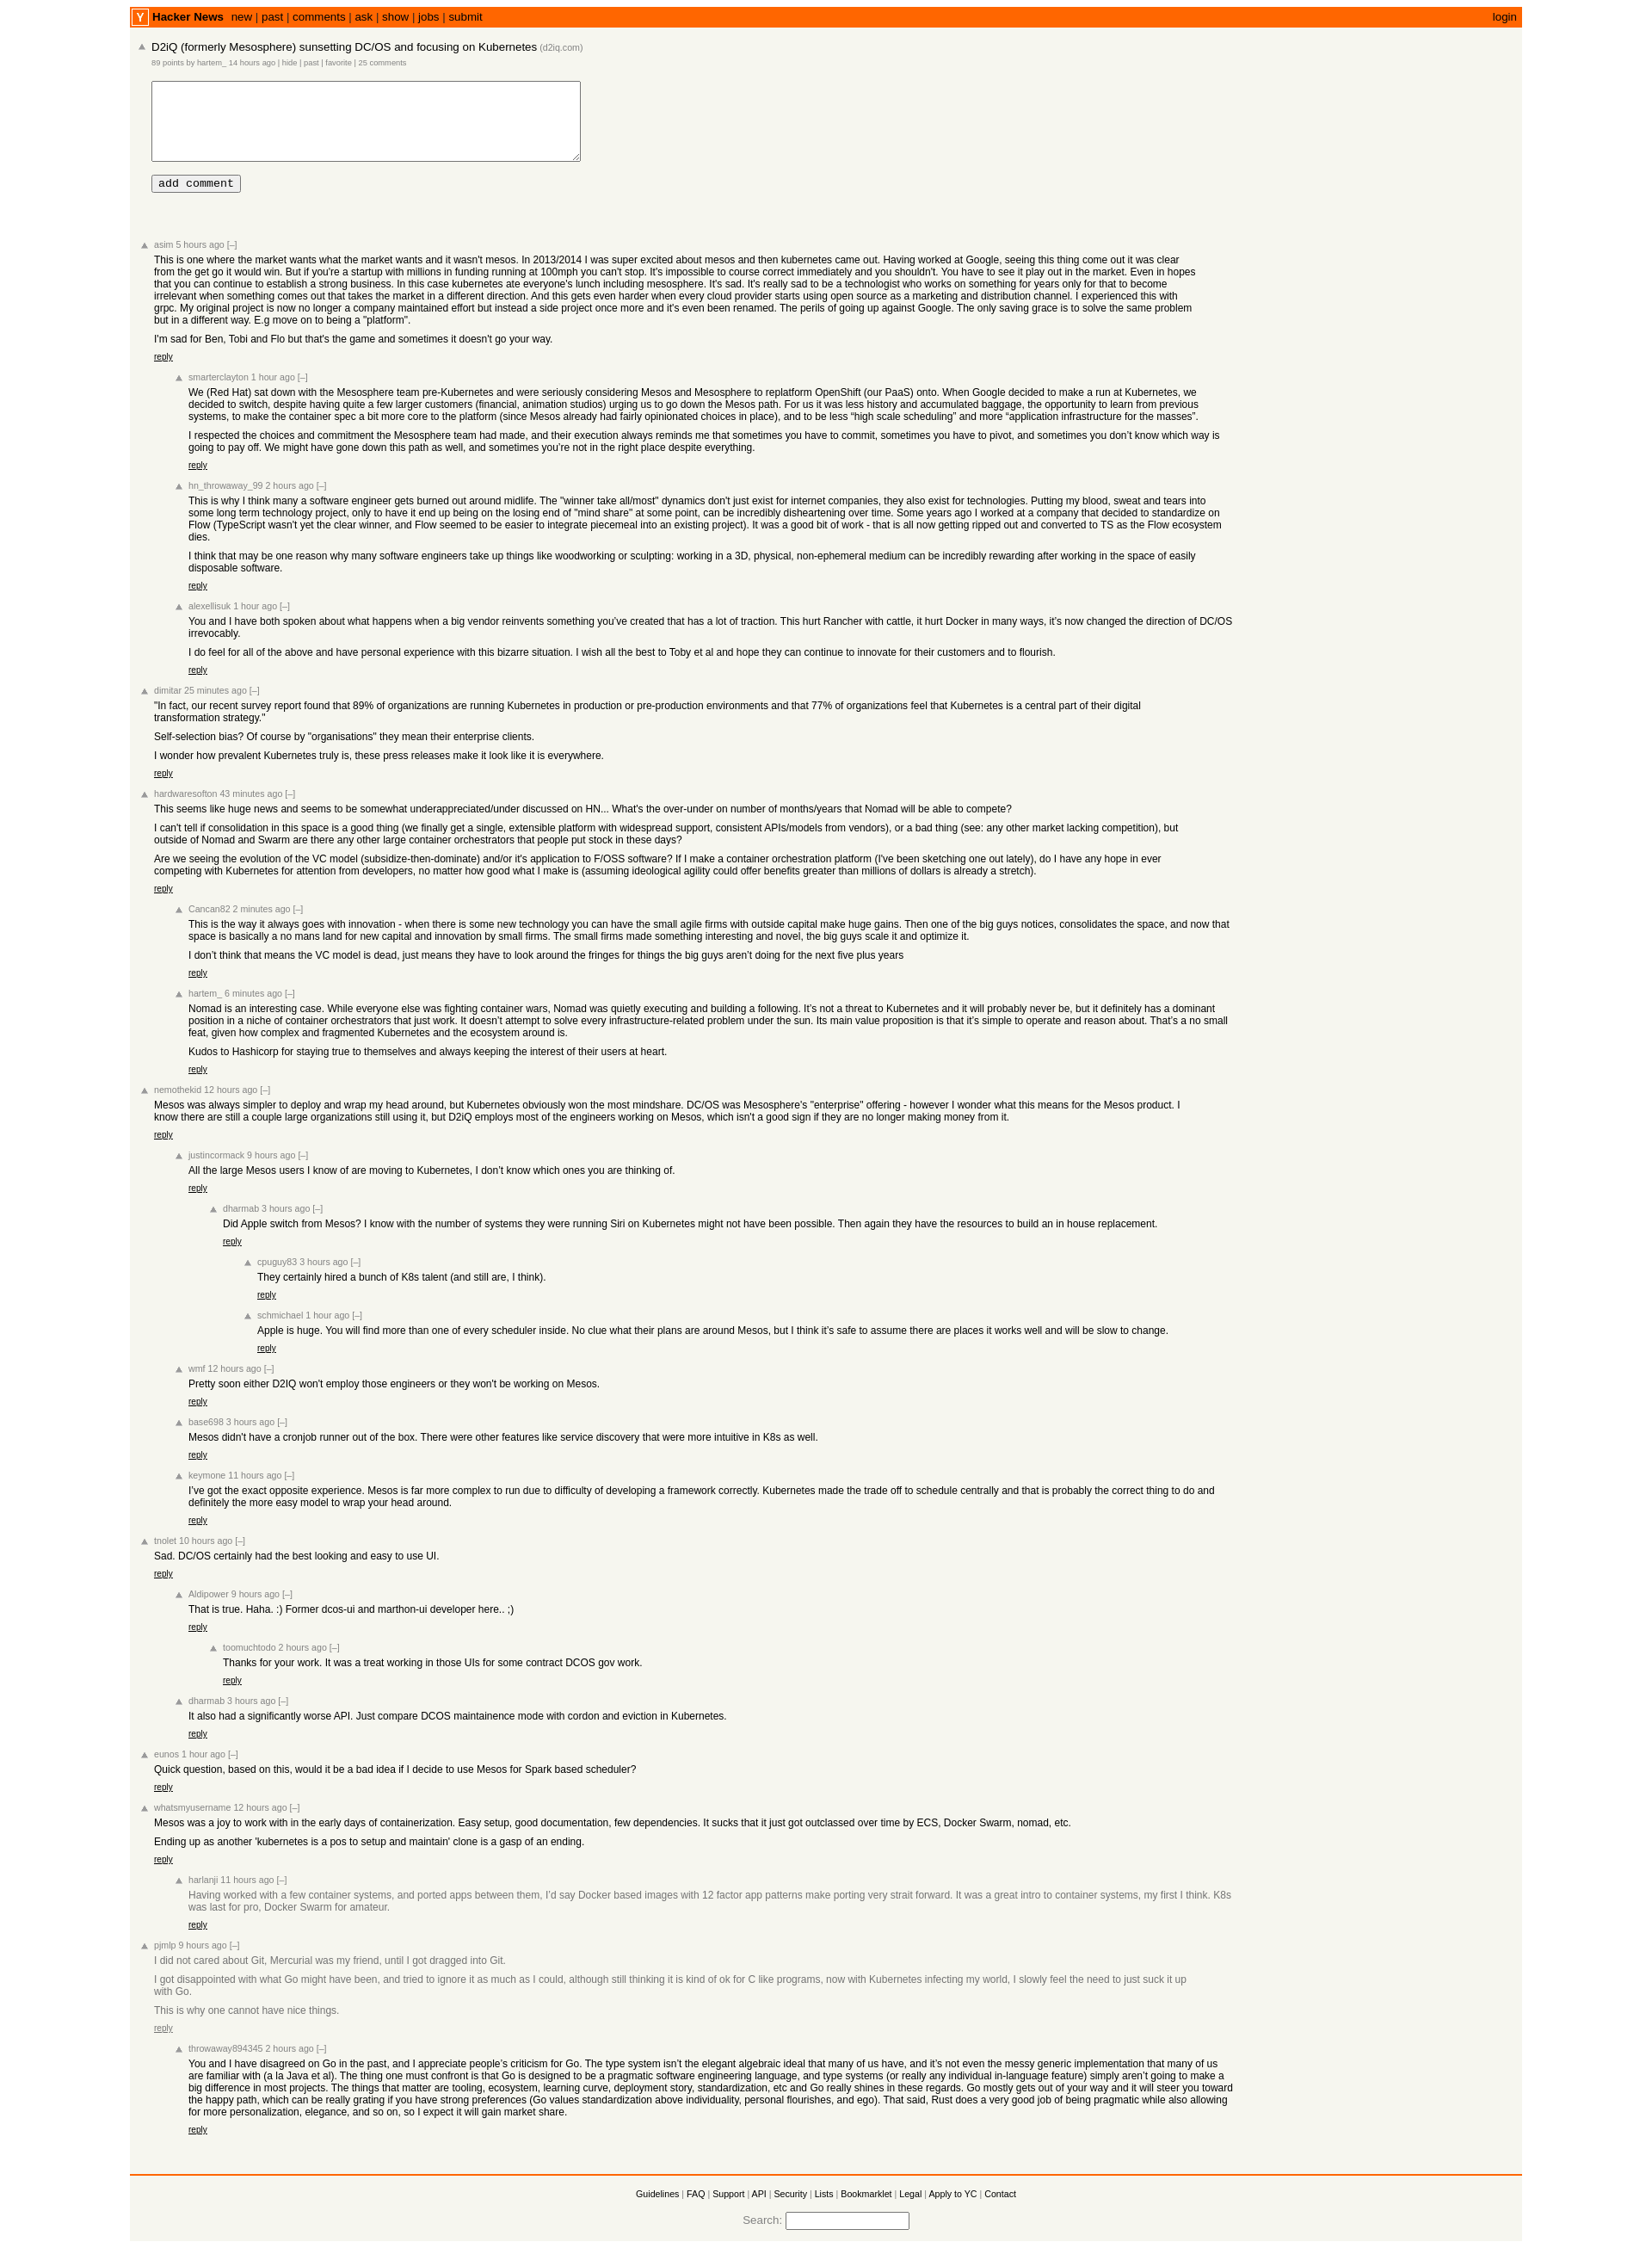 Y Hacker News new | past | comments | ask | show | jobs | submit login
D2iQ (formerly Mesosphere) sunsetting DC/OS and focusing on Kubernetes (d2iq.com)
89 points by hartem_ 14 hours ago | hide | past | favorite | 25 comments
add comment
asim 5 hours ago [–]
This is one where the market wants what the market wants and it wasn't mesos. In 2013/2014 I was super excited about mesos and then kubernetes came out. Having worked at Google, seeing this thing come out it was clear
from the get go it would win. But if you're a startup with millions in funding running at 100mph you can't stop. It's impossible to course correct immediately and you shouldn't. You have to see it play out in the market. Even in hopes
that you can continue to establish a strong business. In this case kubernetes ate everyone's lunch including mesosphere. It's sad. It's really sad to be a technologist who works on something for years only for that to become
irrelevant when something comes out that takes the market in a different direction. And this gets even harder when every cloud provider starts using open source as a marketing and distribution channel. I experienced this with
grpc. My original project is now no longer a company maintained effort but instead a side project once more and it's even been renamed. The perils of going up against Google. The only saving grace is to solve the same problem
but in a different way. E.g move on to being a "platform".
I'm sad for Ben, Tobi and Flo but that's the game and sometimes it doesn't go your way.
reply
smarterclayton 1 hour ago [–]
We (Red Hat) sat down with the Mesosphere team pre-Kubernetes and were seriously considering Mesos and Mesosphere to replatform OpenShift (our PaaS) onto. When Google decided to make a run at Kubernetes, we
decided to switch, despite having quite a few larger customers (financial, animation studios) urging us to go down the Mesos path. For us it was less history and accumulated baggage, the opportunity to learn from previous
systems, to make the container spec a bit more core to the platform (since Mesos already had fairly opinionated choices in place), and to be less “high scale scheduling” and more “application infrastructure for the masses”.
I respected the choices and commitment the Mesosphere team had made, and their execution always reminds me that sometimes you have to commit, sometimes you have to pivot, and sometimes you don’t know which way is
going to pay off. We might have gone down this path as well, and sometimes you’re not in the right place despite everything.
reply
hn_throwaway_99 2 hours ago [–]
This is why I think many a software engineer gets burned out around midlife. The "winner take all/most" dynamics don't just exist for internet companies, they also exist for technologies. Putting my blood, sweat and tears into
some long term technology project, only to have it end up being on the losing end of "mind share" at some point, can be incredibly disheartening over time. Some years ago I worked at a company that decided to standardize on
Flow (TypeScript wasn't yet the clear winner, and Flow seemed to be easier to integrate piecemeal into an existing project). It was a good bit of work - that is all now getting ripped out and converted to TS as the Flow ecosystem
dies.
I think that may be one reason why many software engineers take up things like woodworking or sculpting: working in a 3D, physical, non-ephemeral medium can be incredibly rewarding after working in the space of easily
disposable software.
reply
alexellisuk 1 hour ago [–]
You and I have both spoken about what happens when a big vendor reinvents something you’ve created that has a lot of traction. This hurt Rancher with cattle, it hurt Docker in many ways, it’s now changed the direction of DC/OS
irrevocably.
I do feel for all of the above and have personal experience with this bizarre situation. I wish all the best to Toby et al and hope they can continue to innovate for their customers and to flourish.
reply
dimitar 25 minutes ago [–]
"In fact, our recent survey report found that 89% of organizations are running Kubernetes in production or pre-production environments and that 77% of organizations feel that Kubernetes is a central part of their digital
transformation strategy."
Self-selection bias? Of course by "organisations" they mean their enterprise clients.
I wonder how prevalent Kubernetes truly is, these press releases make it look like it is everywhere.
reply
hardwaresofton 43 minutes ago [–]
This seems like huge news and seems to be somewhat underappreciated/under discussed on HN... What's the over-under on number of months/years that Nomad will be able to compete?
I can't tell if consolidation in this space is a good thing (we finally get a single, extensible platform with widespread support, consistent APIs/models from vendors), or a bad thing (see: any other market lacking competition), but
outside of Nomad and Swarm are there any other large container orchestrators that people put stock in these days?
Are we seeing the evolution of the VC model (subsidize-then-dominate) and/or it's application to F/OSS software? If I make a container orchestration platform (I've been sketching one out lately), do I have any hope in ever
competing with Kubernetes for attention from developers, no matter how good what I make is (assuming ideological agility could offer benefits greater than millions of dollars is already a stretch).
reply
Cancan82 2 minutes ago [–]
This is the way it always goes with innovation - when there is some new technology you can have the small agile firms with outside capital make huge gains. Then one of the big guys notices, consolidates the space, and now that
space is basically a no mans land for new capital and innovation by small firms. The small firms made something interesting and novel, the big guys scale it and optimize it.
I don’t think that means the VC model is dead, just means they have to look around the fringes for things the big guys aren’t doing for the next five plus years
reply
hartem_ 6 minutes ago [–]
Nomad is an interesting case. While everyone else was fighting container wars, Nomad was quietly executing and building a following. It’s not a threat to Kubernetes and it will probably never be, but it definitely has a dominant
position in a niche of container orchestrators that just work. It doesn’t attempt to solve every infrastructure-related problem under the sun. Its main value proposition is that it’s simple to operate and reason about. That’s a no small
feat, given how complex and fragmented Kubernetes and the ecosystem around is.
Kudos to Hashicorp for staying true to themselves and always keeping the interest of their users at heart.
reply
nemothekid 12 hours ago [–]
Mesos was always simpler to deploy and wrap my head around, but Kubernetes obviously won the most mindshare. DC/OS was Mesosphere's "enterprise" offering - however I wonder what this means for the Mesos product. I
know there are still a couple large organizations still using it, but D2iQ employs most of the engineers working on Mesos, which isn't a good sign if they are no longer making money from it.
reply
justincormack 9 hours ago [–]
All the large Mesos users I know of are moving to Kubernetes, I don’t know which ones you are thinking of.
reply
dharmab 3 hours ago [–]
Did Apple switch from Mesos? I know with the number of systems they were running Siri on Kubernetes might not have been possible. Then again they have the resources to build an in house replacement.
reply
cpuguy83 3 hours ago [–]
They certainly hired a bunch of K8s talent (and still are, I think).
reply
schmichael 1 hour ago [–]
Apple is huge. You will find more than one of every scheduler inside. No clue what their plans are around Mesos, but I think it’s safe to assume there are places it works well and will be slow to change.
reply
wmf 12 hours ago [–]
Pretty soon either D2IQ won't employ those engineers or they won't be working on Mesos.
reply
base698 3 hours ago [–]
Mesos didn't have a cronjob runner out of the box. There were other features like service discovery that were more intuitive in K8s as well.
reply
keymone 11 hours ago [–]
I’ve got the exact opposite experience. Mesos is far more complex to run due to difficulty of developing a framework correctly. Kubernetes made the trade off to schedule centrally and that is probably the correct thing to do and
definitely the more easy model to wrap your head around.
reply
tnolet 10 hours ago [–]
Sad. DC/OS certainly had the best looking and easy to use UI.
reply
Aldipower 9 hours ago [–]
That is true. Haha. :) Former dcos-ui and marthon-ui developer here.. ;)
reply
toomuchtodo 2 hours ago [–]
Thanks for your work. It was a treat working in those UIs for some contract DCOS gov work.
reply
dharmab 3 hours ago [–]
It also had a significantly worse API. Just compare DCOS maintainence mode with cordon and eviction in Kubernetes.
reply
eunos 1 hour ago [–]
Quick question, based on this, would it be a bad idea if I decide to use Mesos for Spark based scheduler?
reply
whatsmyusername 12 hours ago [–]
Mesos was a joy to work with in the early days of containerization. Easy setup, good documentation, few dependencies. It sucks that it just got outclassed over time by ECS, Docker Swarm, nomad, etc.
Ending up as another 'kubernetes is a pos to setup and maintain' clone is a gasp of an ending.
reply
harlanji 11 hours ago [–]
Having worked with a few container systems, and ported apps between them, I’d say Docker based images with 12 factor app patterns make porting very strait forward. It was a great intro to container systems, my first I think. K8s
was last for pro, Docker Swarm for amateur.
reply
pjmlp 9 hours ago [–]
I did not cared about Git, Mercurial was my friend, until I got dragged into Git.
I got disappointed with what Go might have been, and tried to ignore it as much as I could, although still thinking it is kind of ok for C like programs, now with Kubernetes infecting my world, I slowly feel the need to just suck it up
with Go.
This is why one cannot have nice things.
reply
throwaway894345 2 hours ago [–]
You and I have disagreed on Go in the past, and I appreciate people’s criticism for Go. The type system isn’t the elegant algebraic ideal that many of us have, and it’s not even the messy generic implementation that many of us
are familiar with (a la Java et al). The thing one must confront is that Go is designed to be a pragmatic software engineering language, and type systems (or really any individual in-language feature) simply aren’t going to make a
big difference in most projects. The things that matter are tooling, ecosystem, learning curve, deployment story, standardization, etc and Go really shines in these regards. Go mostly gets out of your way and it will steer you toward
the happy path, which can be really grating if you have strong preferences (Go values standardization above individuality, personal flourishes, and ego). That said, Rust does a very good job of being pragmatic while also allowing
for more personalization, elegance, and so on, so I expect it will gain market share.
reply
Guidelines | FAQ | Support | API | Security | Lists | Bookmarklet | Legal | Apply to YC | Contact
Search: